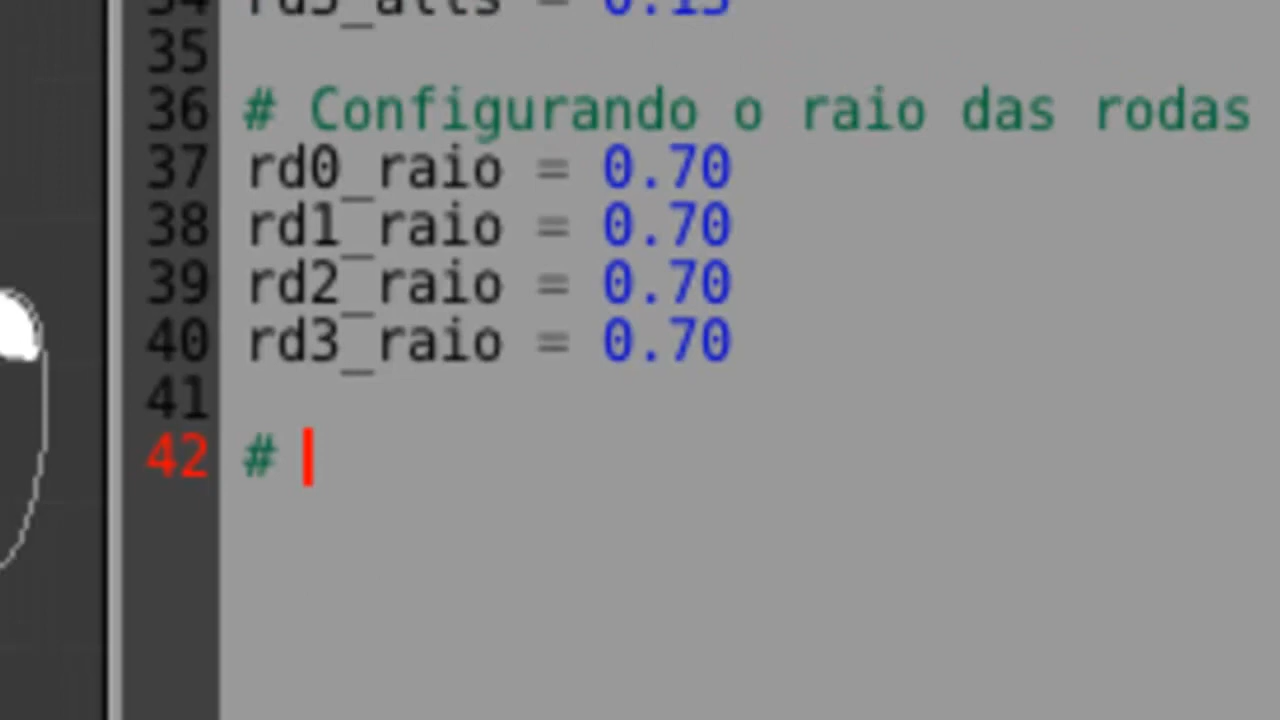 35
36 # Configurando o raio das rodas
37 rd0_raio = 0.70
38 rd1_raio = 0.70
39 rd2_raio = 0.70
40 rd3_raio = 0.70
41
42 #